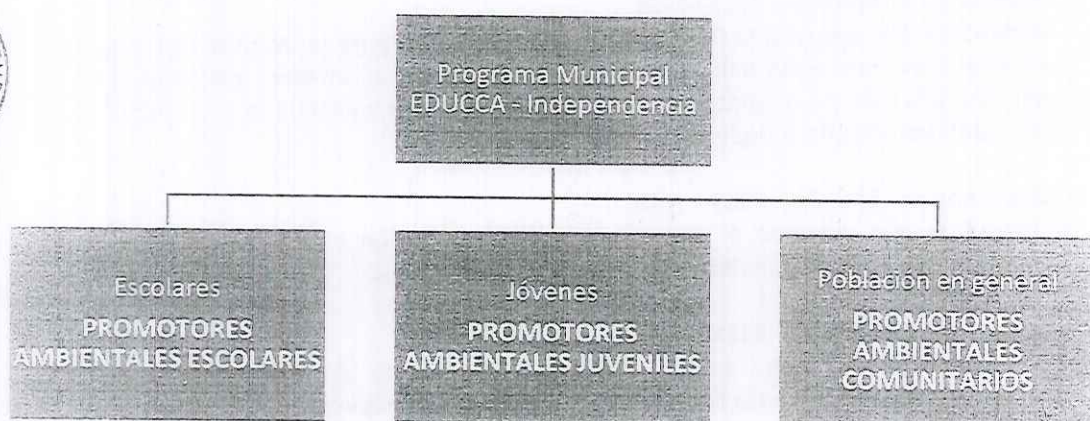 Programa Municipal
EDUCCA - Independencia
Escolares
PROMOTORES
AMBIENTALES ESCOLARES
Jóvenes
PROMOTORES
AMBIENTALES JUVENILES
Población en general
PROMOTORES
AMBIENTALES
COMUNITARIOS